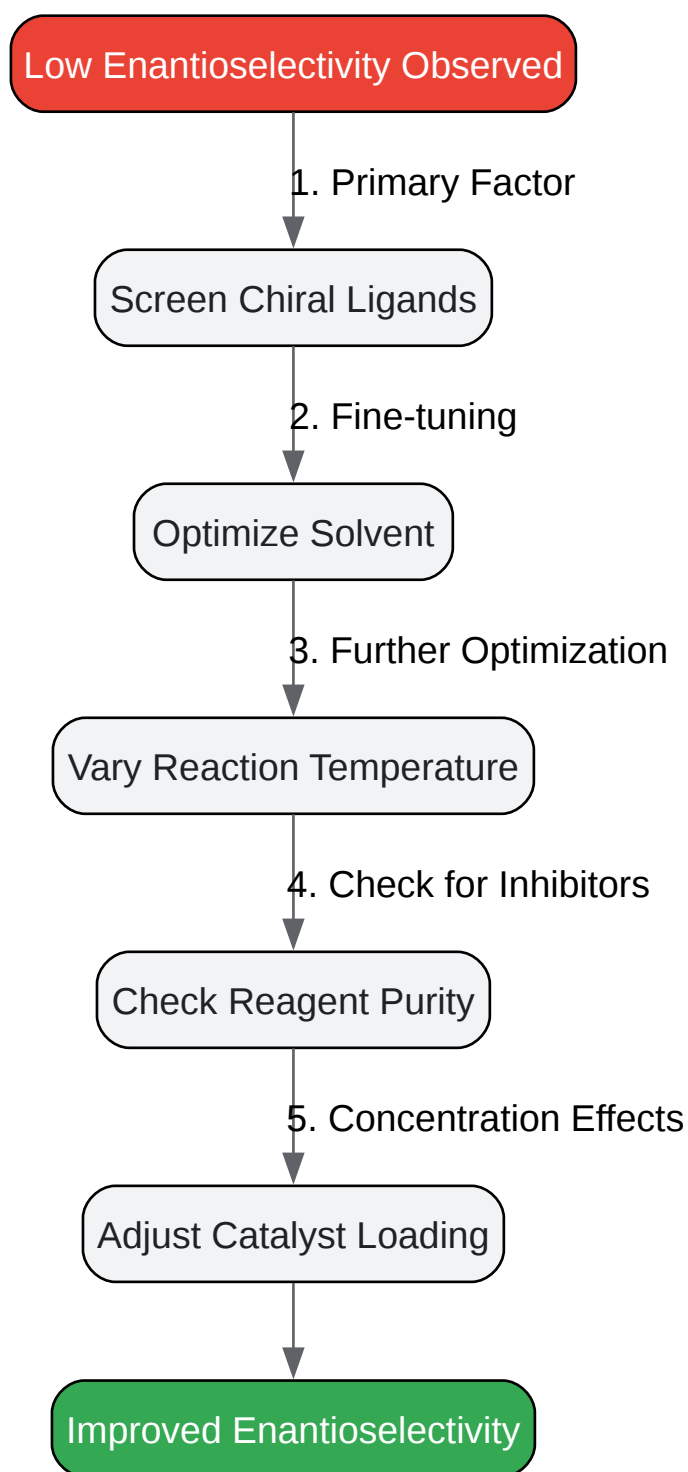 Low Enantioselectivity Observed
1. Primary Factor
Screen Chiral Ligands
2. Fine-tuning
Optimize Solvent
3. Further Optimization
Vary Reaction Temperature
4. Check for Inhibitors
Check Reagent Purity
5. Concentration Effects
Adjust Catalyst Loading
Improved Enantioselectivity